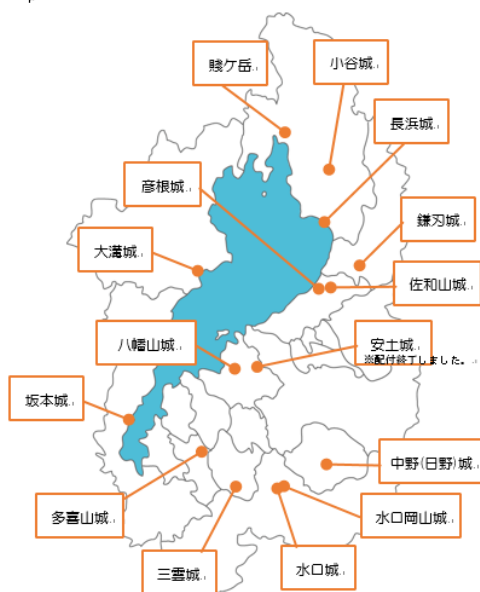 賤ケ岳
小谷城
長浜城
彦根城
鎌刃城
大溝城
佐和山城
八幡山城
安土城
※配付終了しました。
坂本城
中野(日野)城
多喜山城
水口岡山城
三雲城
水口城